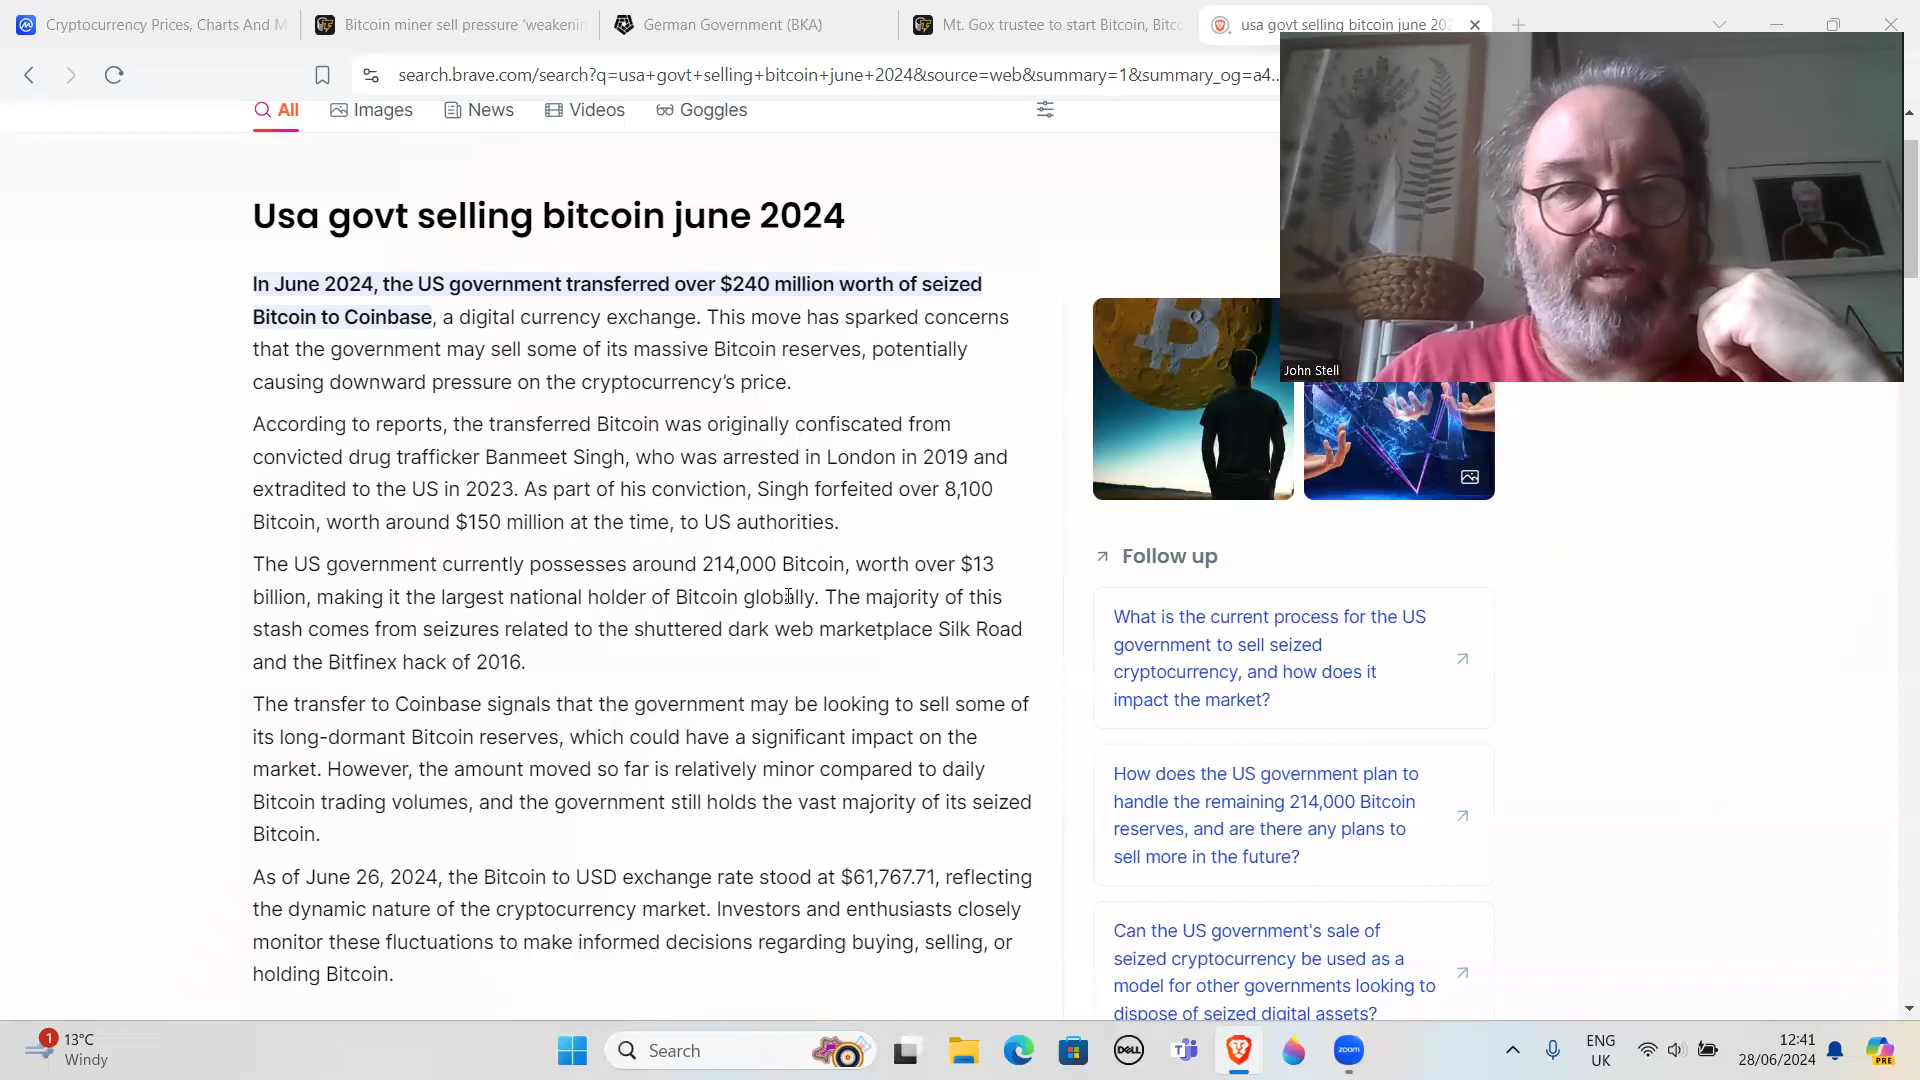 Cryptocurrency Prices, Charts And M
Bitcoin miner sell pressure 'weakenin
German Government (BKA)
Mt. Gox trustee to start Bitcoin, Bitc
usa govt selling bitcoin june 202
search.brave.com/search?q=usa+govt+selling+bitcoin+june+2024&source=web&summary=1&summary_og=a4..
All
Images
News
Videos
Goggles
John Stell
Usa govt selling bitcoin june 2024
In June 2024, the US government transferred over $240 million worth of seized
Bitcoin to Coinbase, a digital currency exchange. This move has sparked concerns
that the government may sell some of its massive Bitcoin reserves, potentially
causing downward pressure on the cryptocurrency's price.
According to reports, the transferred Bitcoin was originally confiscated from
convicted drug trafficker Banmeet Singh, who was arrested in London in 2019 and
extradited to the US in 2023. As part of his conviction, Singh forfeited over 8,100
Bitcoin, worth around $150 million at the time, to US authorities.
The US government currently possesses around 214,000 Bitcoin, worth over $13
billion, making it the largest national holder of Bitcoin globally. The majority of this
stash comes from seizures related to the shuttered dark web marketplace Silk Road
and the Bitfinex hack of 2016.
The transfer to Coinbase signals that the government may be looking to sell some of
its long-dormant Bitcoin reserves, which could have a significant impact on the
market. However, the amount moved so far is relatively minor compared to daily
Bitcoin trading volumes, and the government still holds the vast majority of its seized
Bitcoin.
As of June 26, 2024, the Bitcoin to USD exchange rate stood at $61,767.71, reflecting
the dynamic nature of the cryptocurrency market. Investors and enthusiasts closely
monitor these fluctuations to make informed decisions regarding buying, selling, or
holding Bitcoin.
Follow up
What is the current process for the US
government to sell seized
cryptocurrency, and how does it
impact the market?
How does the US government plan to
handle the remaining 214,000 Bitcoin
reserves, and are there any plans to
sell more in the future?
Can the US government's sale of
seized cryptocurrency be used as a
model for other governments looking to
dispose of seized digital assets?
1
13°C
Windy
Search
DELL
zoom
ENG
UK
12:41
28/06/2024
PRE